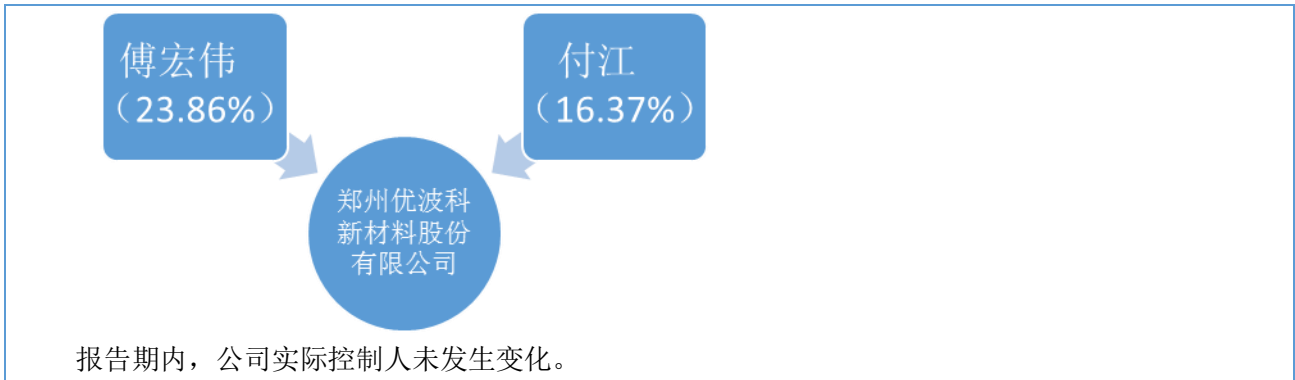 傅宏伟
（23.86%）
付江
（16.37%）
郑州优波科
新材料股份
有限公司
报告期内，公司实际控制人未发生变化。